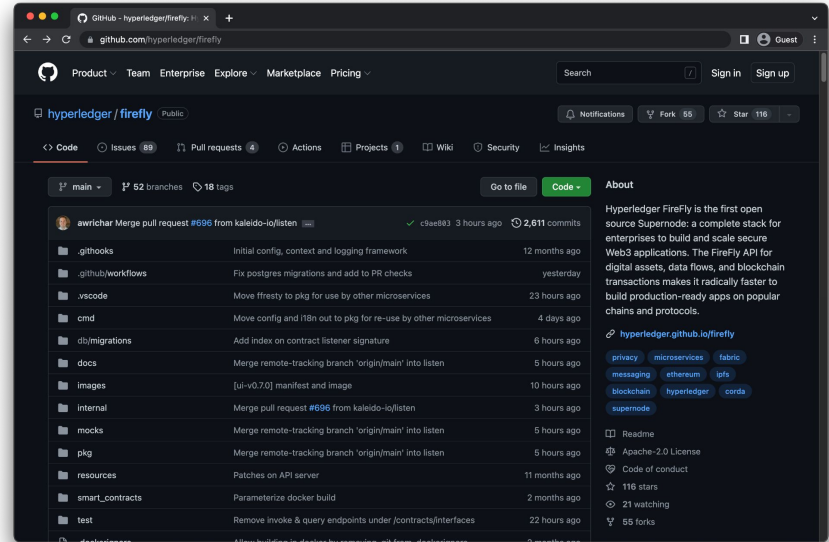 GitHub - hyperledger/firefly: H
github.com/hyperledger/firefly
Guest
Product Team Enterprise Explore Marketplace Pricing
Search /
Sign in Sign up
hyperledger / firefly Public
Notifications Fork 55 Star 116
Code Issues 89 Pull requests 4 Actions Projects 1 Wiki Security Insights
main 52 branches 18 tags Go to file Code
awrichar Merge pull request #696 from kaleido-io/listen ... c9ae803 3 hours ago 2,611 commits
.githooks Initial config, context and logging framework 12 months ago
.github/workflows Fix postgres migrations and add to PR checks yesterday
.vscode Move ffresty to pkg for use by other microservices 23 hours ago
cmd Move config and i18n out to pkg for re-use by other microservices 4 days ago
db/migrations Add index on contract listener signature 6 hours ago
docs Merge remote-tracking branch 'origin/main' into listen 5 hours ago
images [ui-v0.7.0] manifest and image 10 hours ago
internal Merge pull request #696 from kaleido-io/listen 3 hours ago
mocks Merge remote-tracking branch 'origin/main' into listen 5 hours ago
pkg Merge remote-tracking branch 'origin/main' into listen 5 hours ago
resources Patches on API server 11 months ago
smart_contracts Parameterize docker build 2 months ago
test Remove invoke & query endpoints under /contracts/interfaces 22 hours ago
About
Hyperledger FireFly is the first open
source Supernode: a complete stack for
enterprises to build and scale secure
Web3 applications. The FireFly API for
digital assets, data flows, and blockchain
transactions makes it radically faster to
build production-ready apps on popular
chains and protocols.
hyperledger.github.io/firefly
privacy microservices fabric
messaging ethereum ipfs
blockchain hyperledger corda
supernode
Readme
Apache-2.0 License
Code of conduct
116 stars
21 watching
55 forks